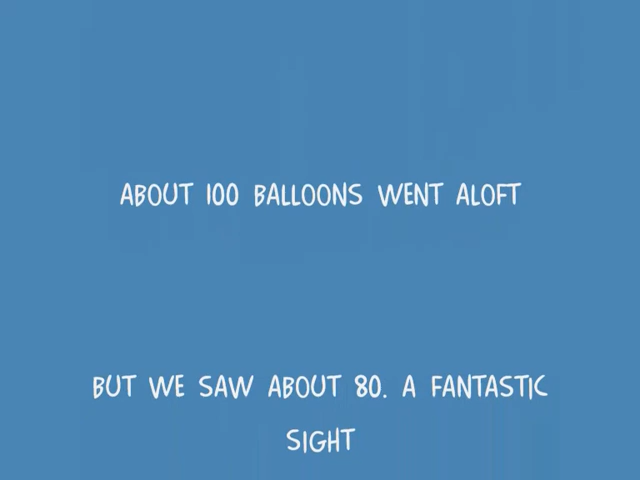 ABOUT 100 BALLOONS WENT ALOFT
BUT WE SAW ABOUT 80. A FANTASTIC
SIGHT